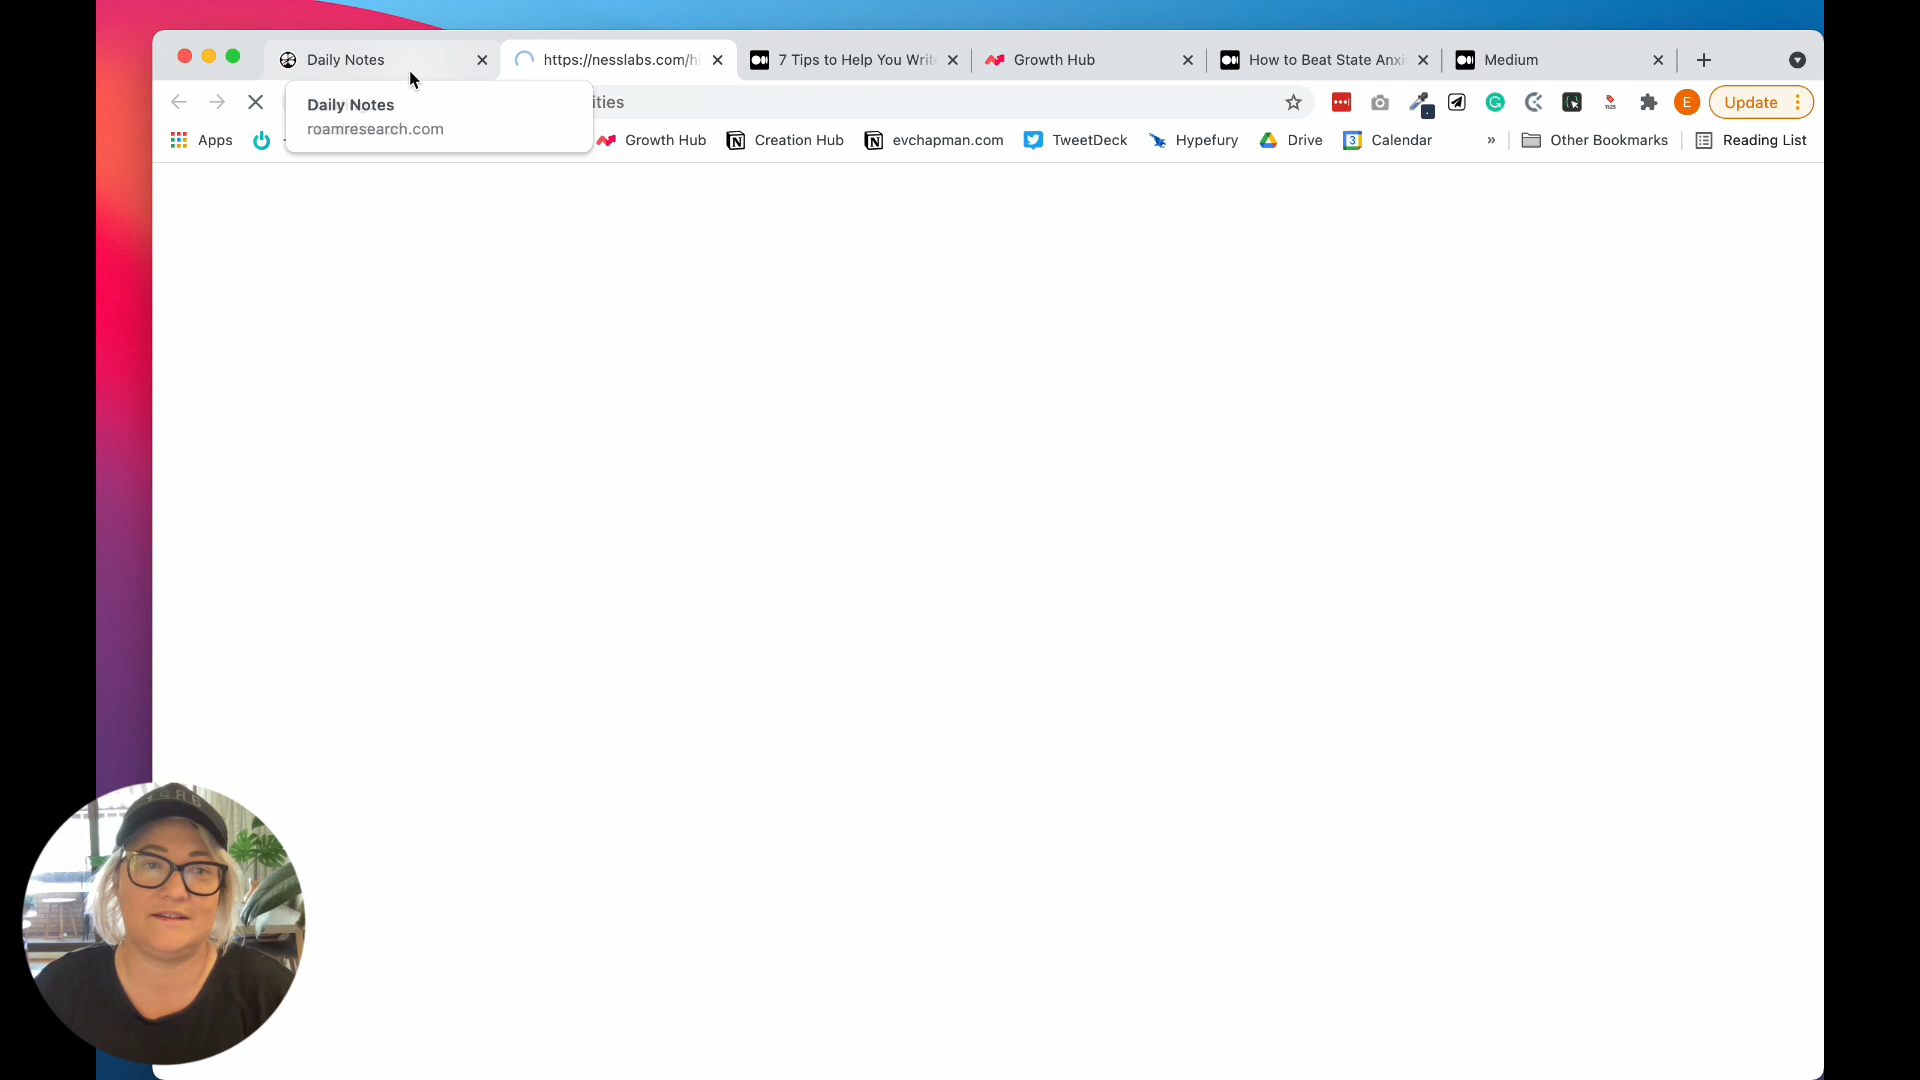 Daily Notes
https://nesslabs.com/hi
7 Tips to Help You Writ
Growth Hub
How to Beat State Anxi
Medium
ities
E
Update
Daily Notes
roamresearch.com
Apps
Growth Hub
Creation Hub
evchapman.com
TweetDeck
Hypefury
Drive
3
Calendar
»
Other Bookmarks
Reading List